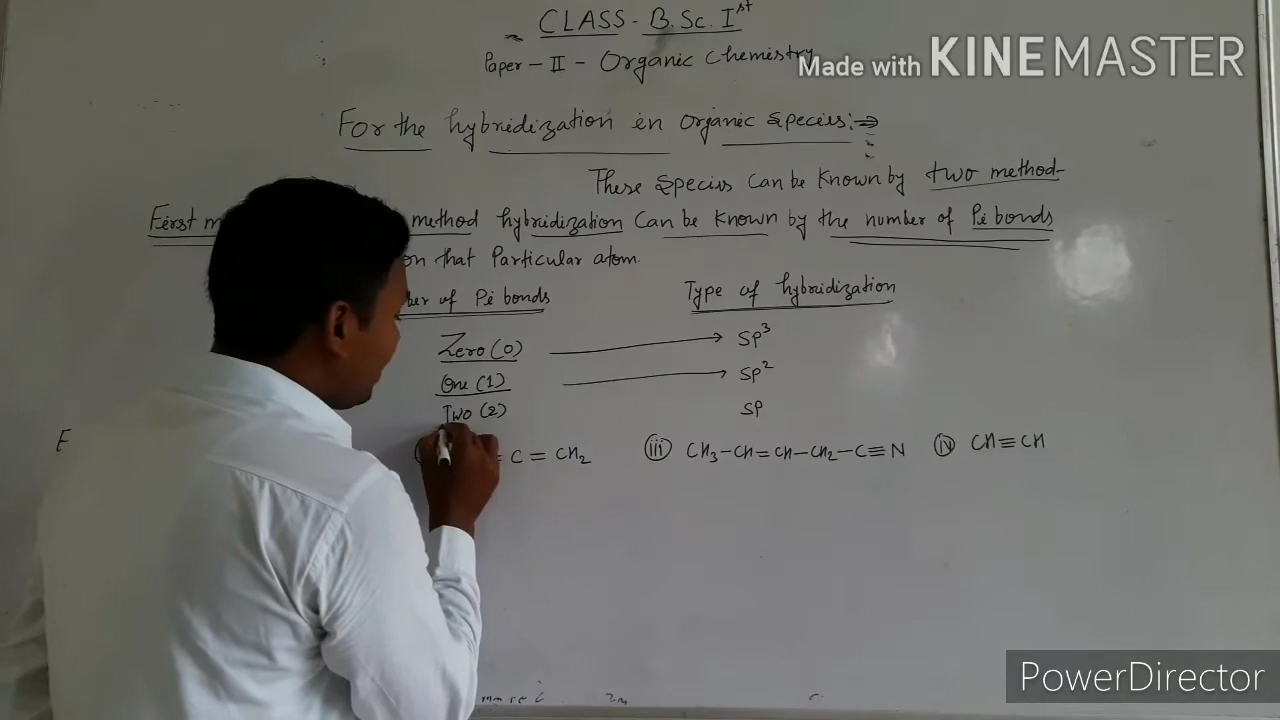 CLASS - B.Sc. Ist
Paper - II - Organic Chemistry
Made with KINEMASTER
For the hybridization in organic species:→
These species can be known by two method-
First m method hybridization can be known by the number of Pi bonds
on that Particular atom.
ber of Pi bonds Type of hybridization
Zero (0) → SP³
One (1) → SP²
Two (2) SP
E
= C = CH₂ (iii) CH₃-CH=CH-CH₂-C≡N (iv) CH≡CH
PowerDirector